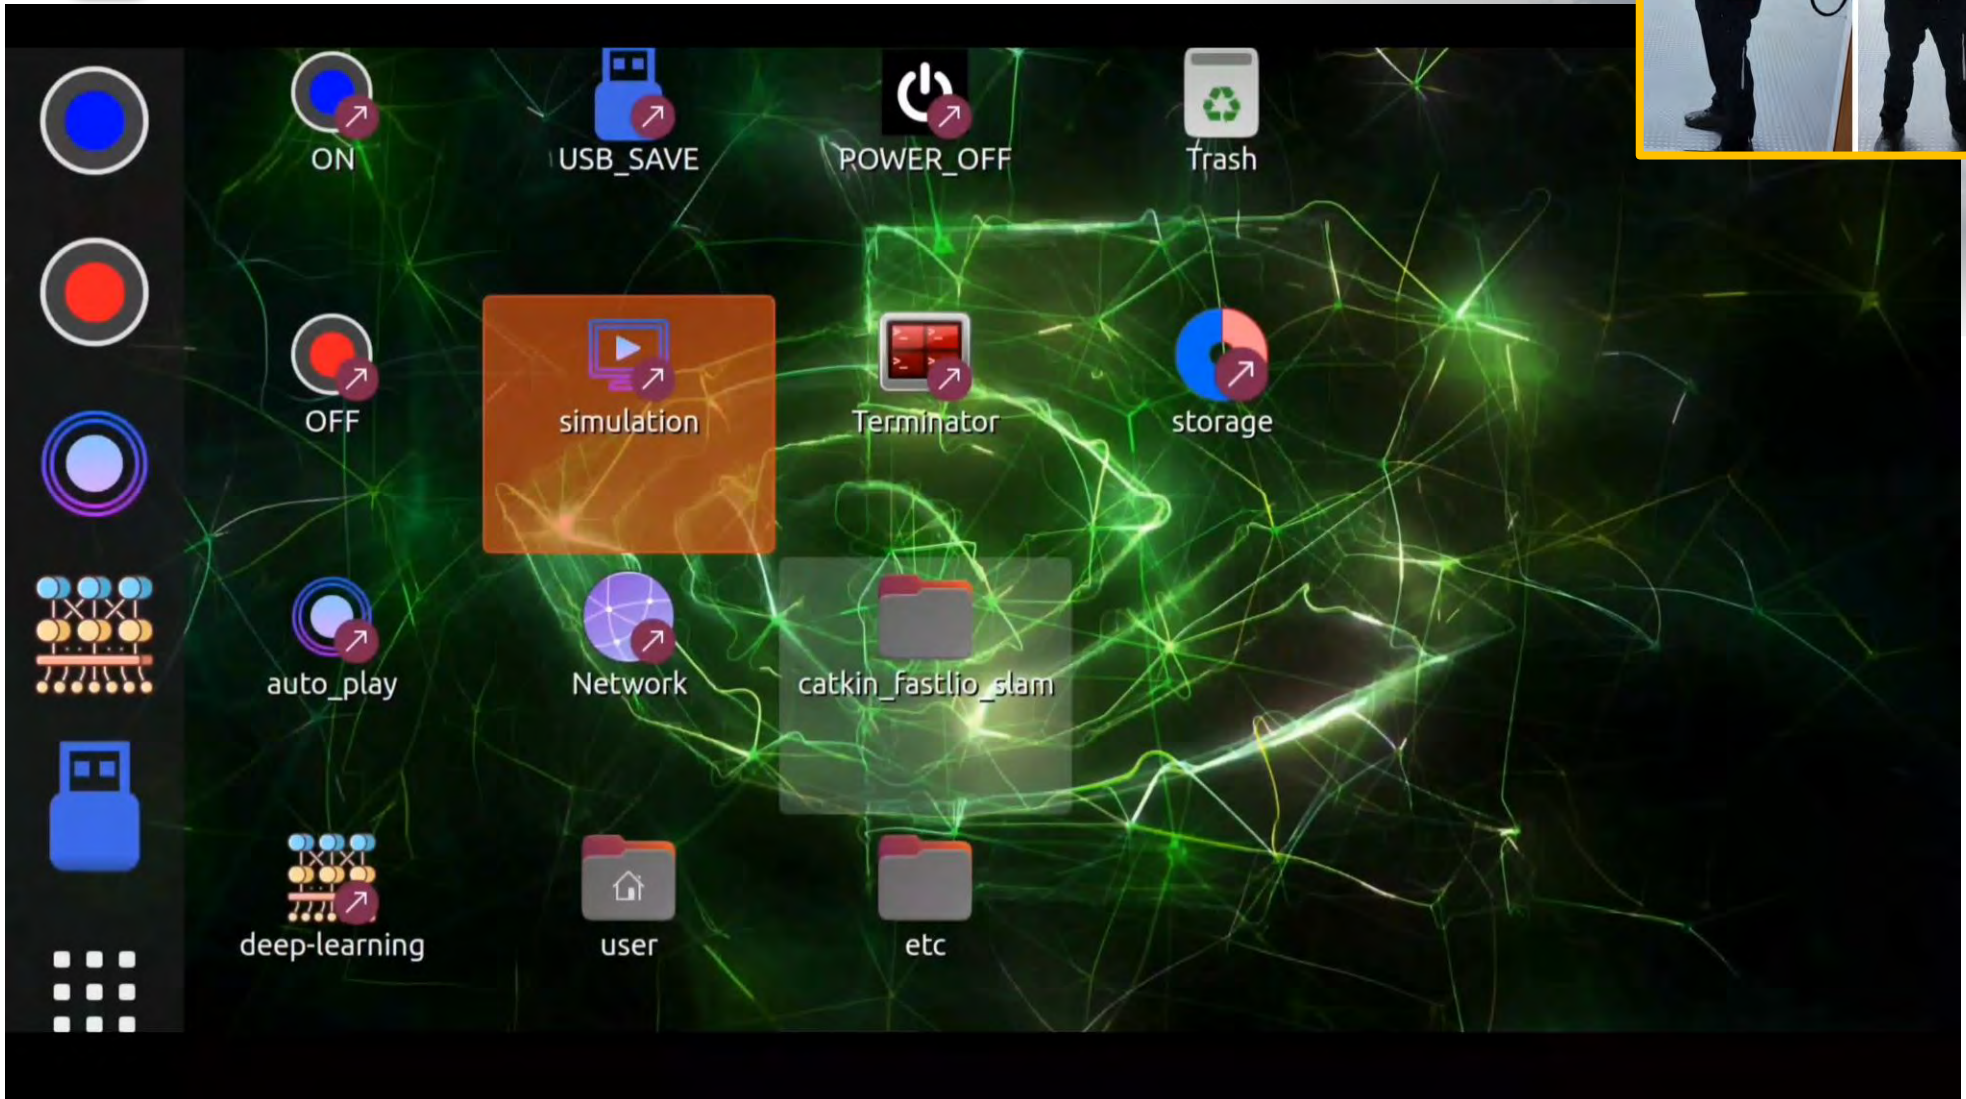 ON
USB_SAVE
POWER_OFF
Trash
OFF
simulation
Terminator
storage
auto_play
Network
catkin_fastlio_slam
deep-learning
user
etc